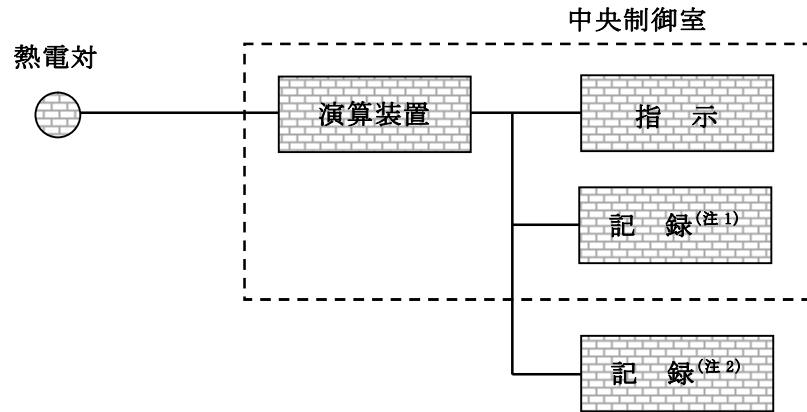 中央制御室
熱電対
演算装置
指 示
記 録(注1)
記 録(注2)